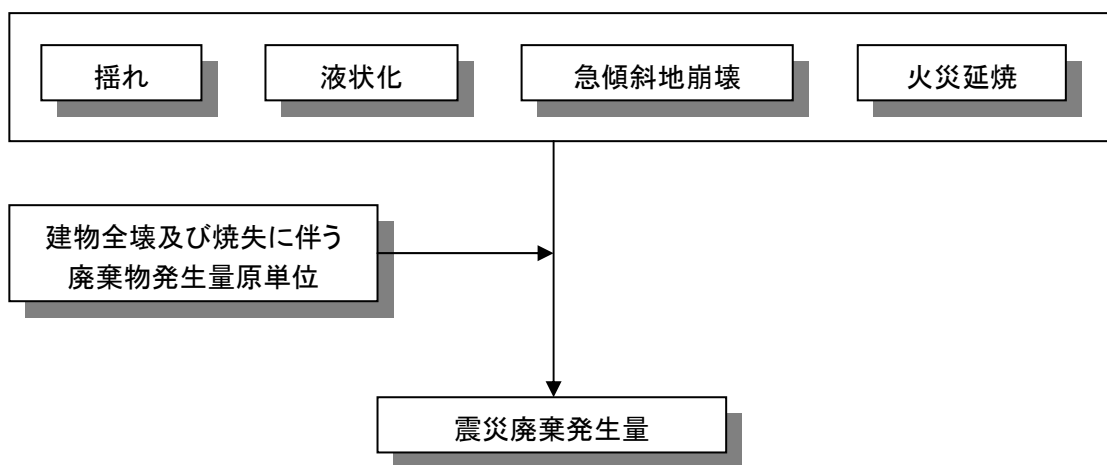 揺れ
液状化
急傾斜地崩壊
火災延焼
建物全壊及び焼失に伴う
廃棄物発生量原単位
震災廃棄発生量